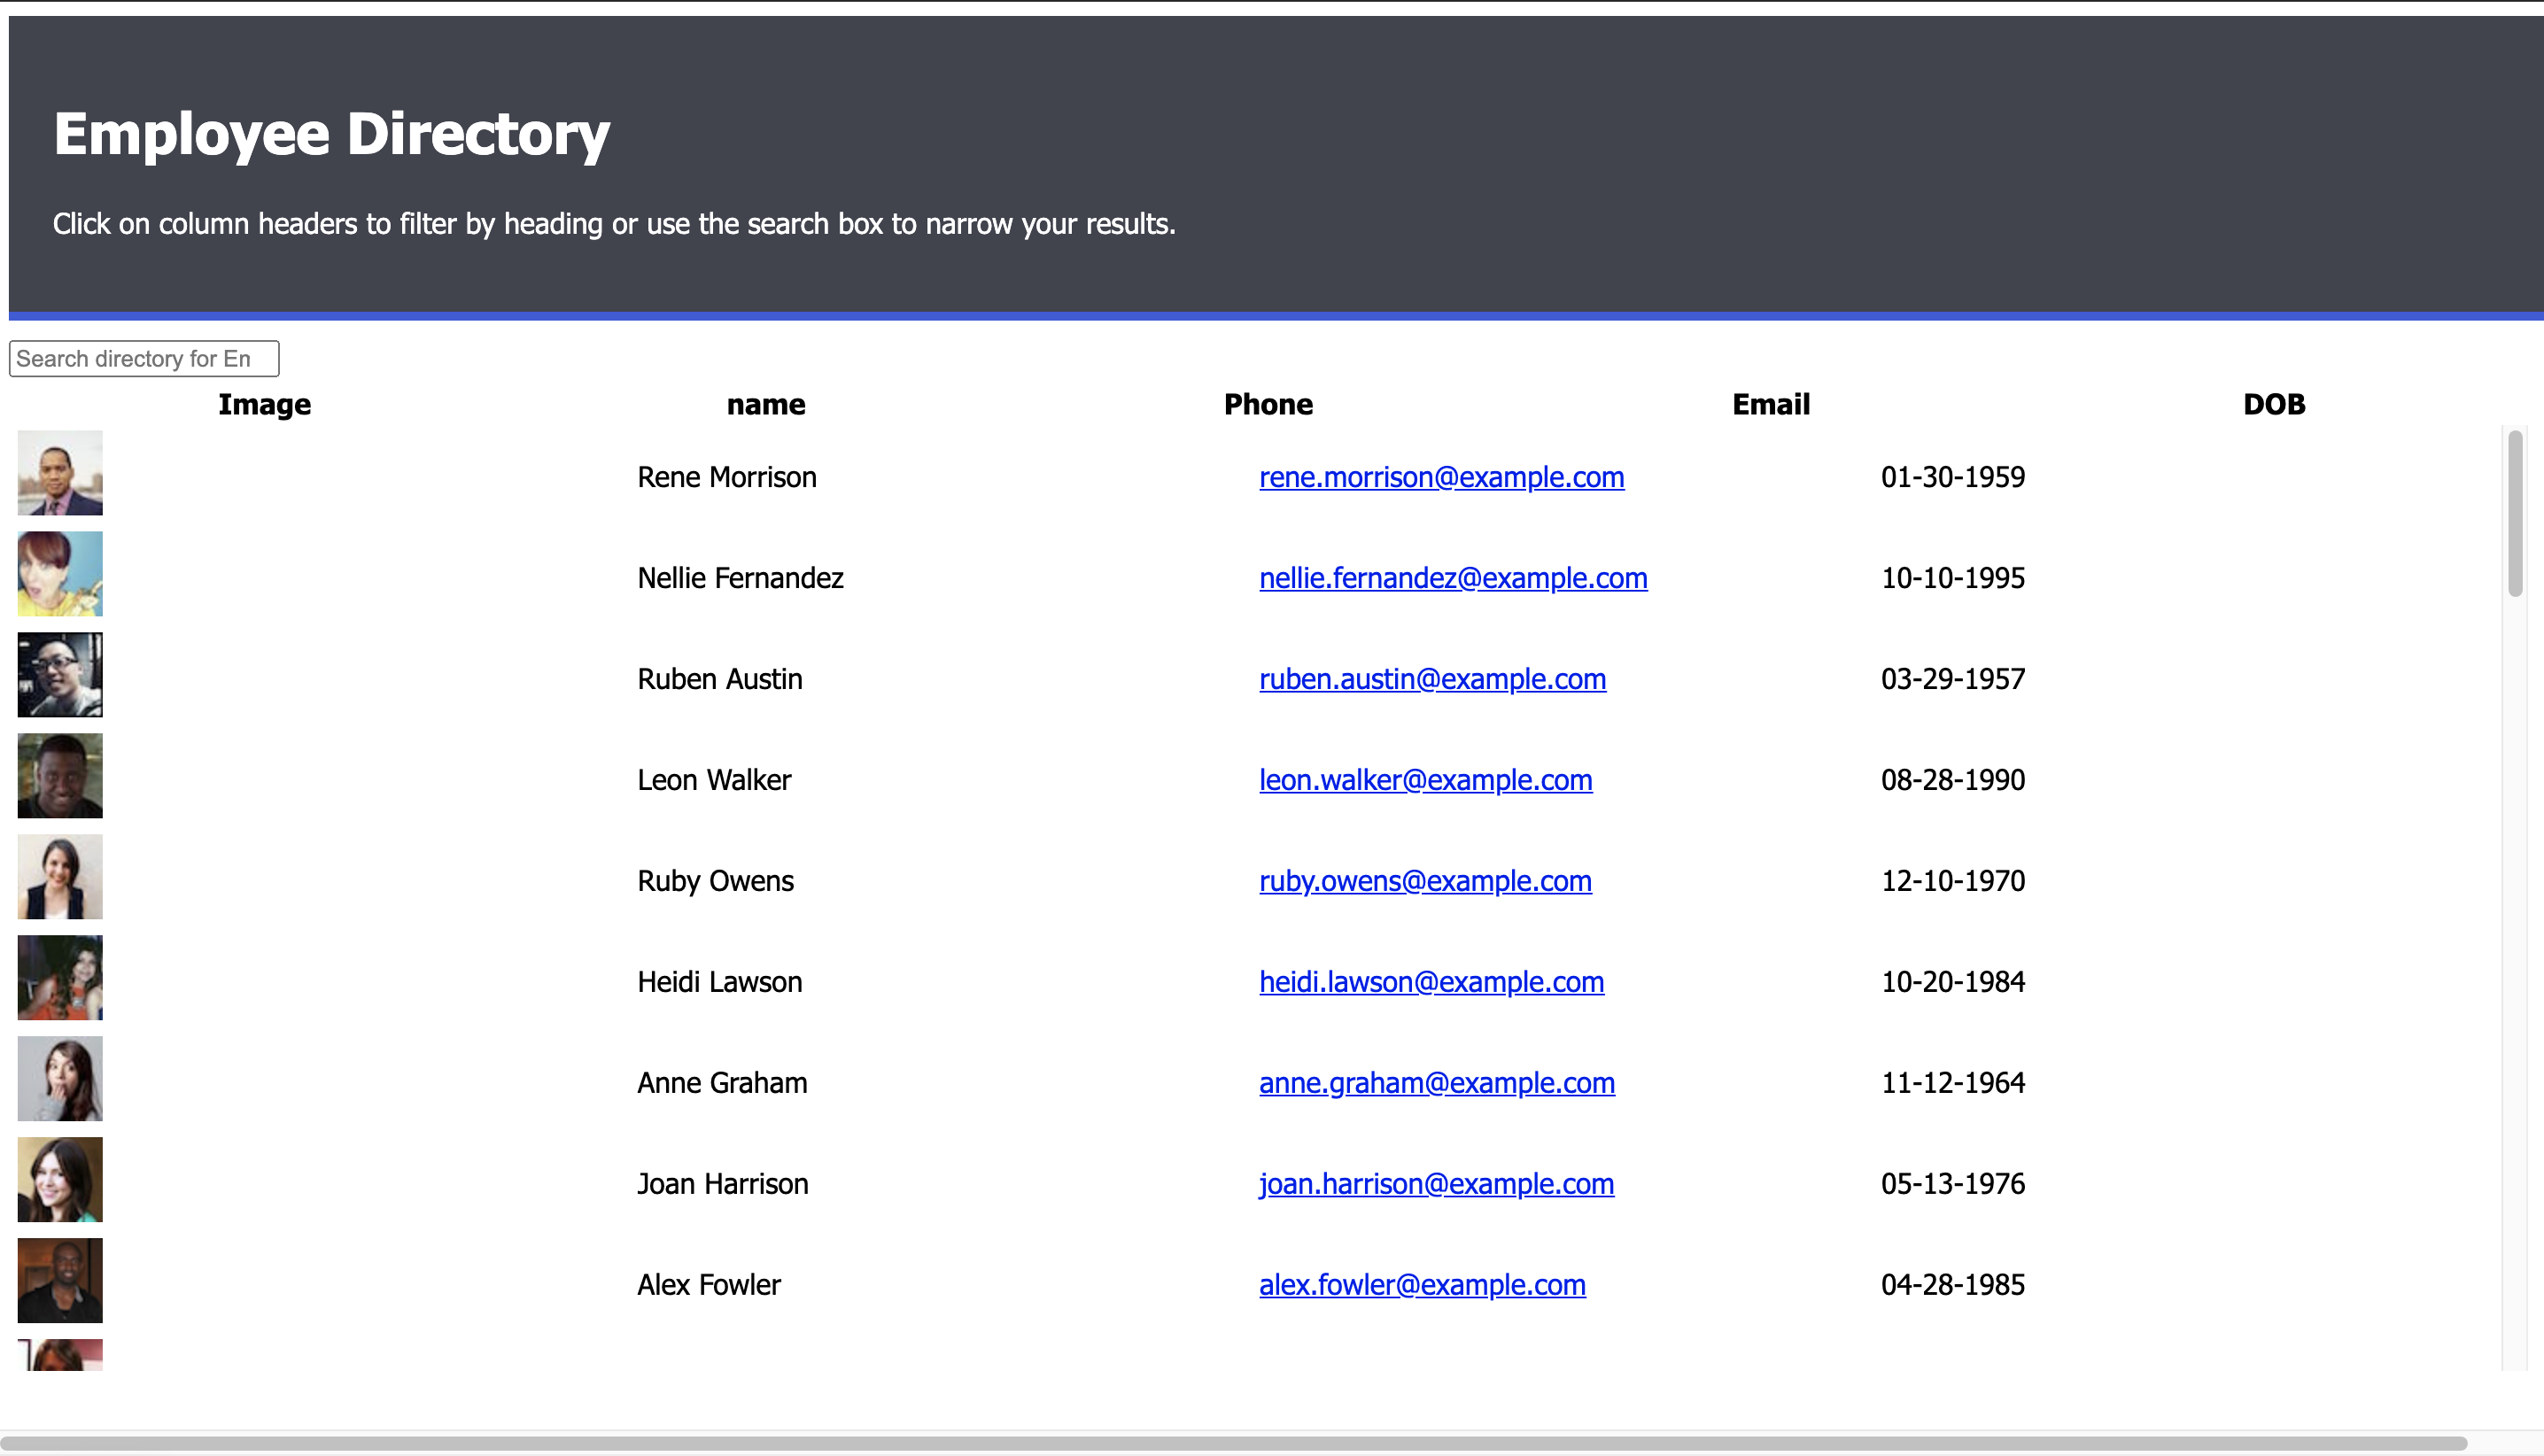 Employee Directory
Click on column headers to filter by heading or use the search box to narrow your results.
Search directory for En
Image name Phone Email DOB
Rene Morrison rene.morrison@example.com 01-30-1959
Nellie Fernandez nellie.fernandez@example.com 10-10-1995
Ruben Austin ruben.austin@example.com 03-29-1957
Leon Walker leon.walker@example.com 08-28-1990
Ruby Owens ruby.owens@example.com 12-10-1970
Heidi Lawson heidi.lawson@example.com 10-20-1984
Anne Graham anne.graham@example.com 11-12-1964
Joan Harrison joan.harrison@example.com 05-13-1976
Alex Fowler alex.fowler@example.com 04-28-1985